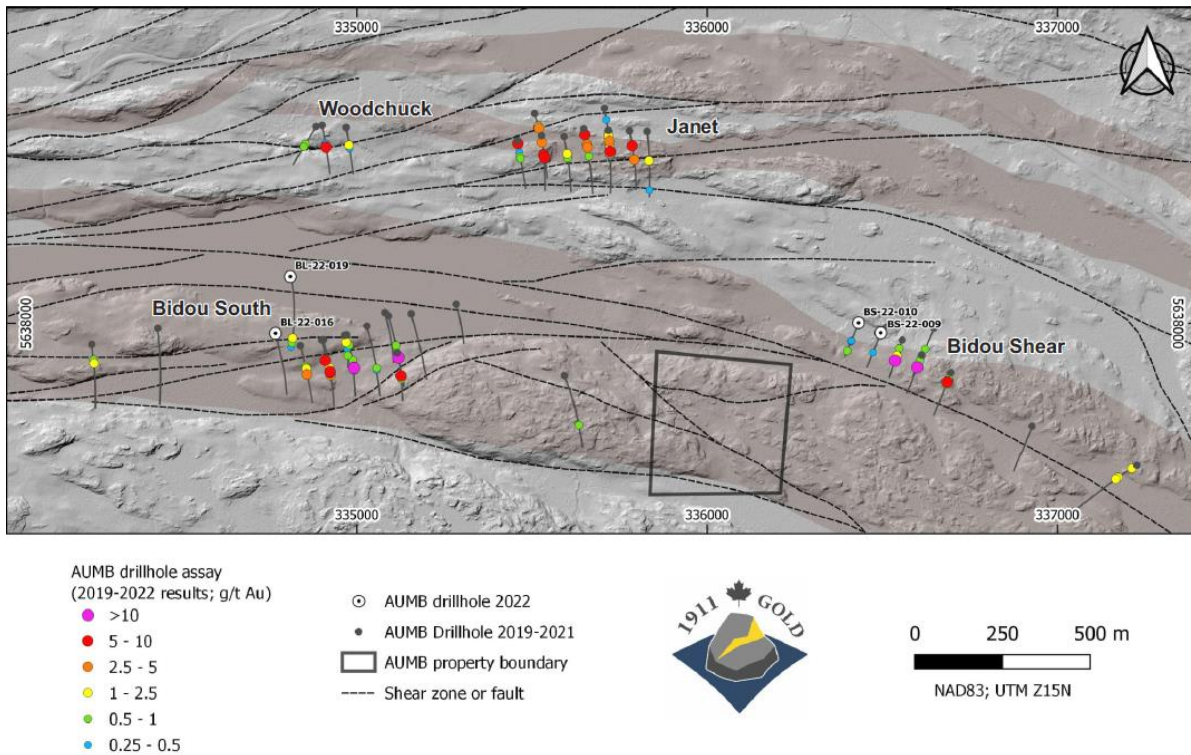 335000
336000
337000
Woodchuck
Janet
BL-22-019
Bidou South
BL-22-016
BS-22-010
BS-22-009
Bidou Shear
5638000
5638000
335000
336000
337000
AUMB drillhole assay
(2019-2022 results; g/t Au)
>10
5 - 10
2.5 - 5
1 - 2.5
0.5 - 1
0.25 - 0.5
AUMB drillhole 2022
AUMB Drillhole 2019-2021
AUMB property boundary
Shear zone or fault
1911 GOLD
0 250 500 m
NAD83; UTM Z15N